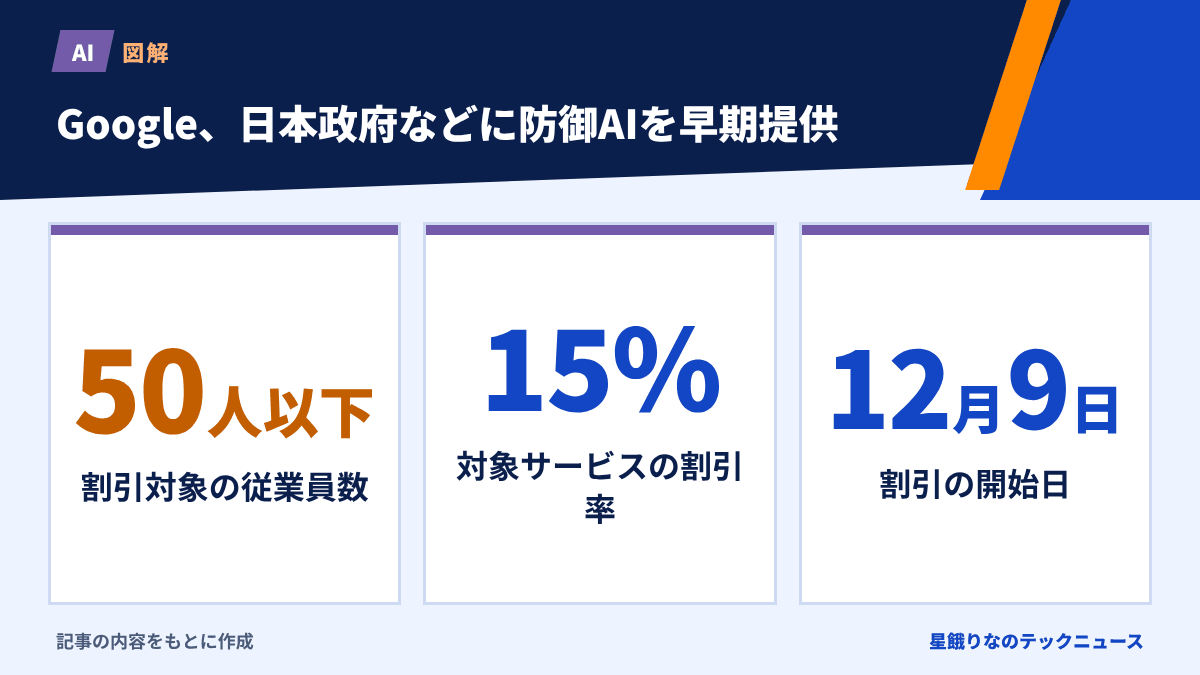 AI 図解
Google、日本政府などに防御AIを早期提供
50人以下
割引対象の従業員数
15%
対象サービスの割引
率
12月9日
割引の開始日
記事の内容をもとに作成
星餓りなのテックニュース